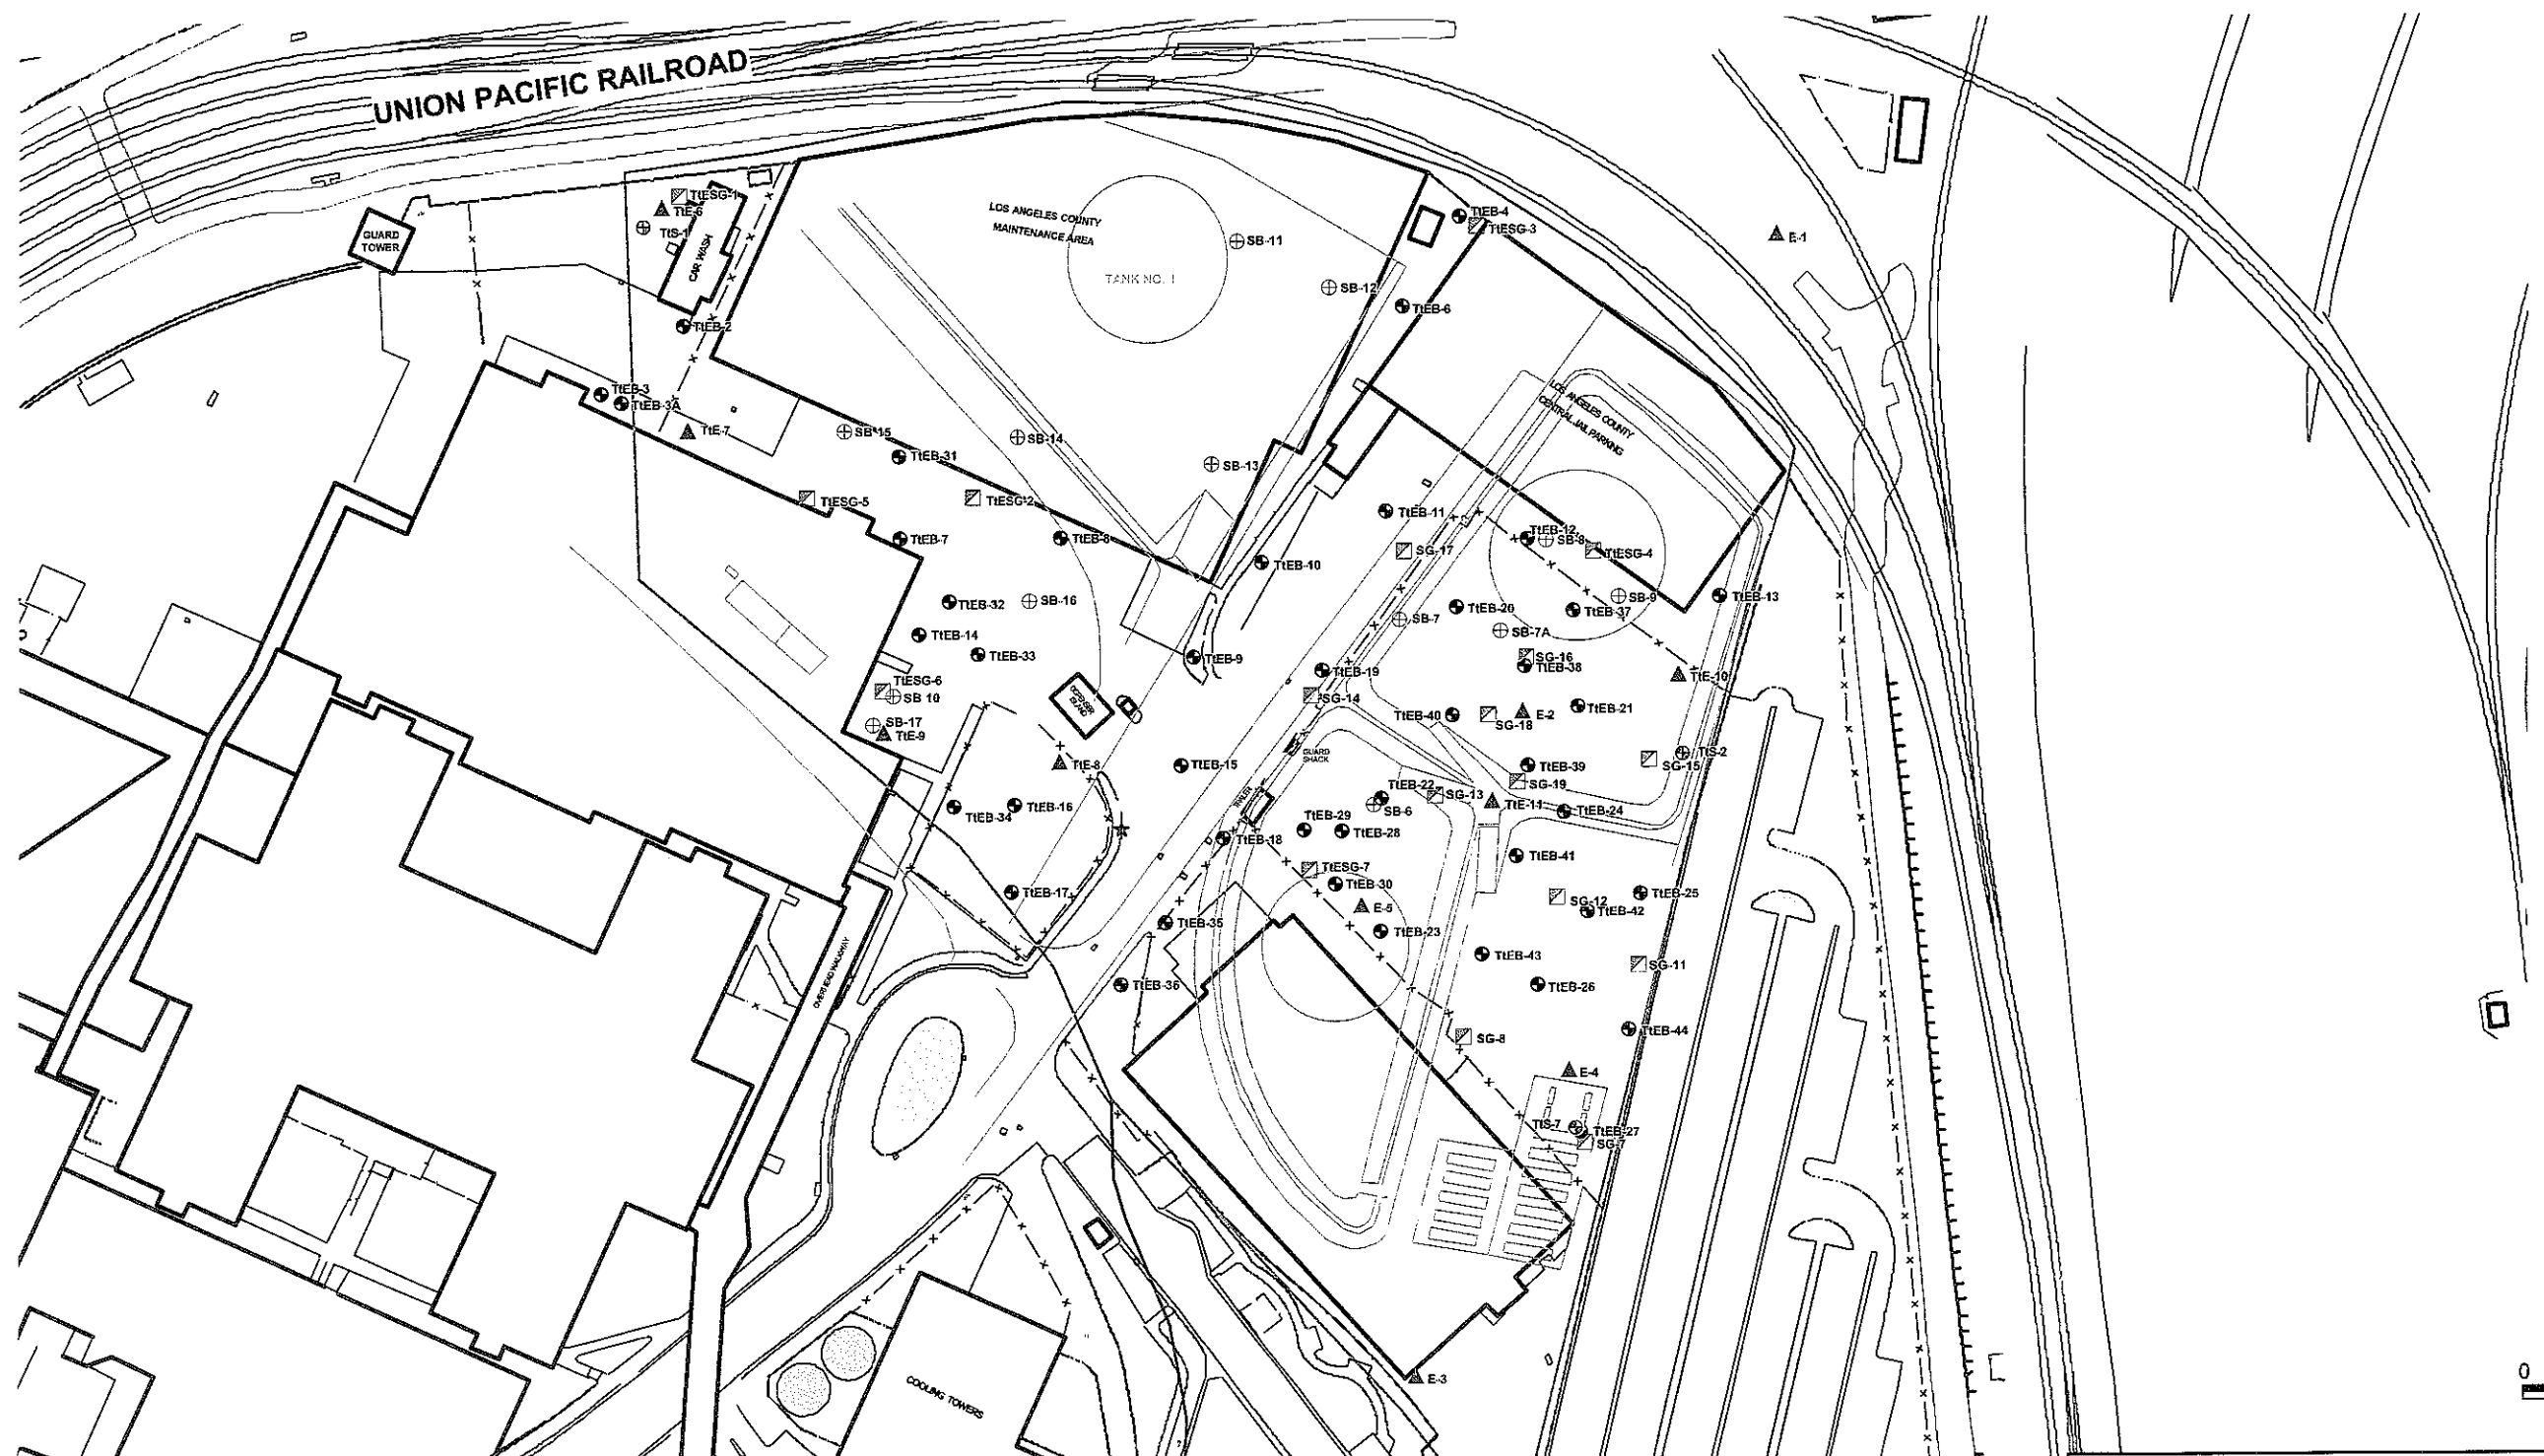 UNION PACIFIC RAILROAD
TtESG-1
TtE-6
TtS-1
GUARD
TOWER
CAR WASH
LOS ANGELES COUNTY
MAINTENANCE AREA
TANK NO. 1
SB-11
SB-12
TtEB-4
TtESG-3
E-1
TtEB-2
TtEB-6
TtEB-3
TtEB-3A
TtE-7
SB-15
SB-14
SB-13
TtEB-31
LOS ANGELES COUNTY
CENTRAL JAIL PARKING
TtESG-5
TtESG-2
TtEB-7
TtEB-8
TtEB-10
TtEB-11
SG-17
TtEB-12
SB-8
TtESG-4
TtEB-32
SB-16
TtEB-14
TtEB-33
TtEB-9
SB-7
TtEB-20
SB-7A
TtEB-37
SB-9
TtEB-13
SG-16
TtEB-38
TtE-10
TtEB-19
SG-14
TtESG-6
SB 10
SB-17
TtE-9
ISLAND
TtEB-40
SG-18
E-2
TtEB-21
TtS-2
SG-15
GUARD
SHACK
TtE-8
TtEB-15
TtEB-39
SG-19
TtEB-22
SB-6
SG-13
TtE-11
TtEB-24
TtEB-34
TtEB-16
TtEB-29
TtEB-28
TtEB-18
TtEB-41
TtESG-7
TtEB-30
E-5
TtEB-17
TtEB-35
TtEB-23
SG-12
TtEB-42
TtEB-25
OVERHEAD WALKWAY
TtEB-43
SG-11
TtEB-36
TtEB-26
TtEB-44
SG-8
E-4
TtS-7
TtEB-27
SG-7
COOLING TOWERS
E-3
0